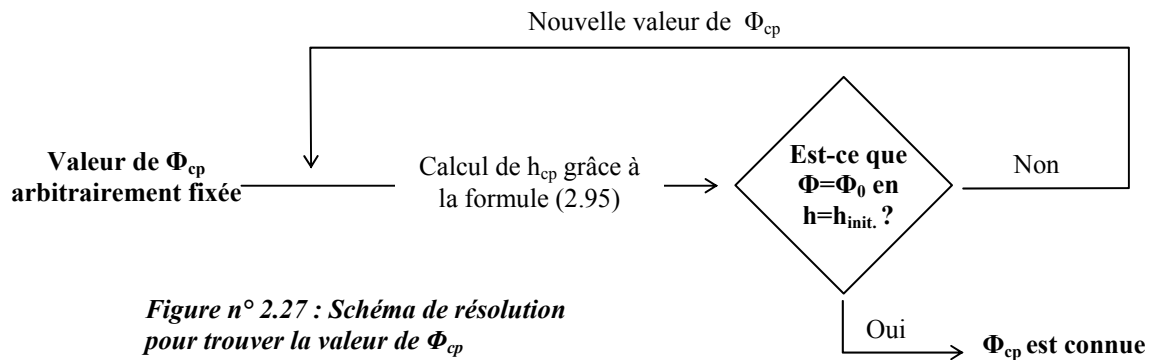 Nouvelle valeur de Φcp
Valeur de Φcp
arbitrairement fixée
Calcul de hcp grâce à
la formule (2.95)
Est-ce que
Φ=Φ0 en
h=hinit. ?
Non
Oui
Φcp est connue
Figure n° 2.27 : Schéma de résolution
pour trouver la valeur de Φcp